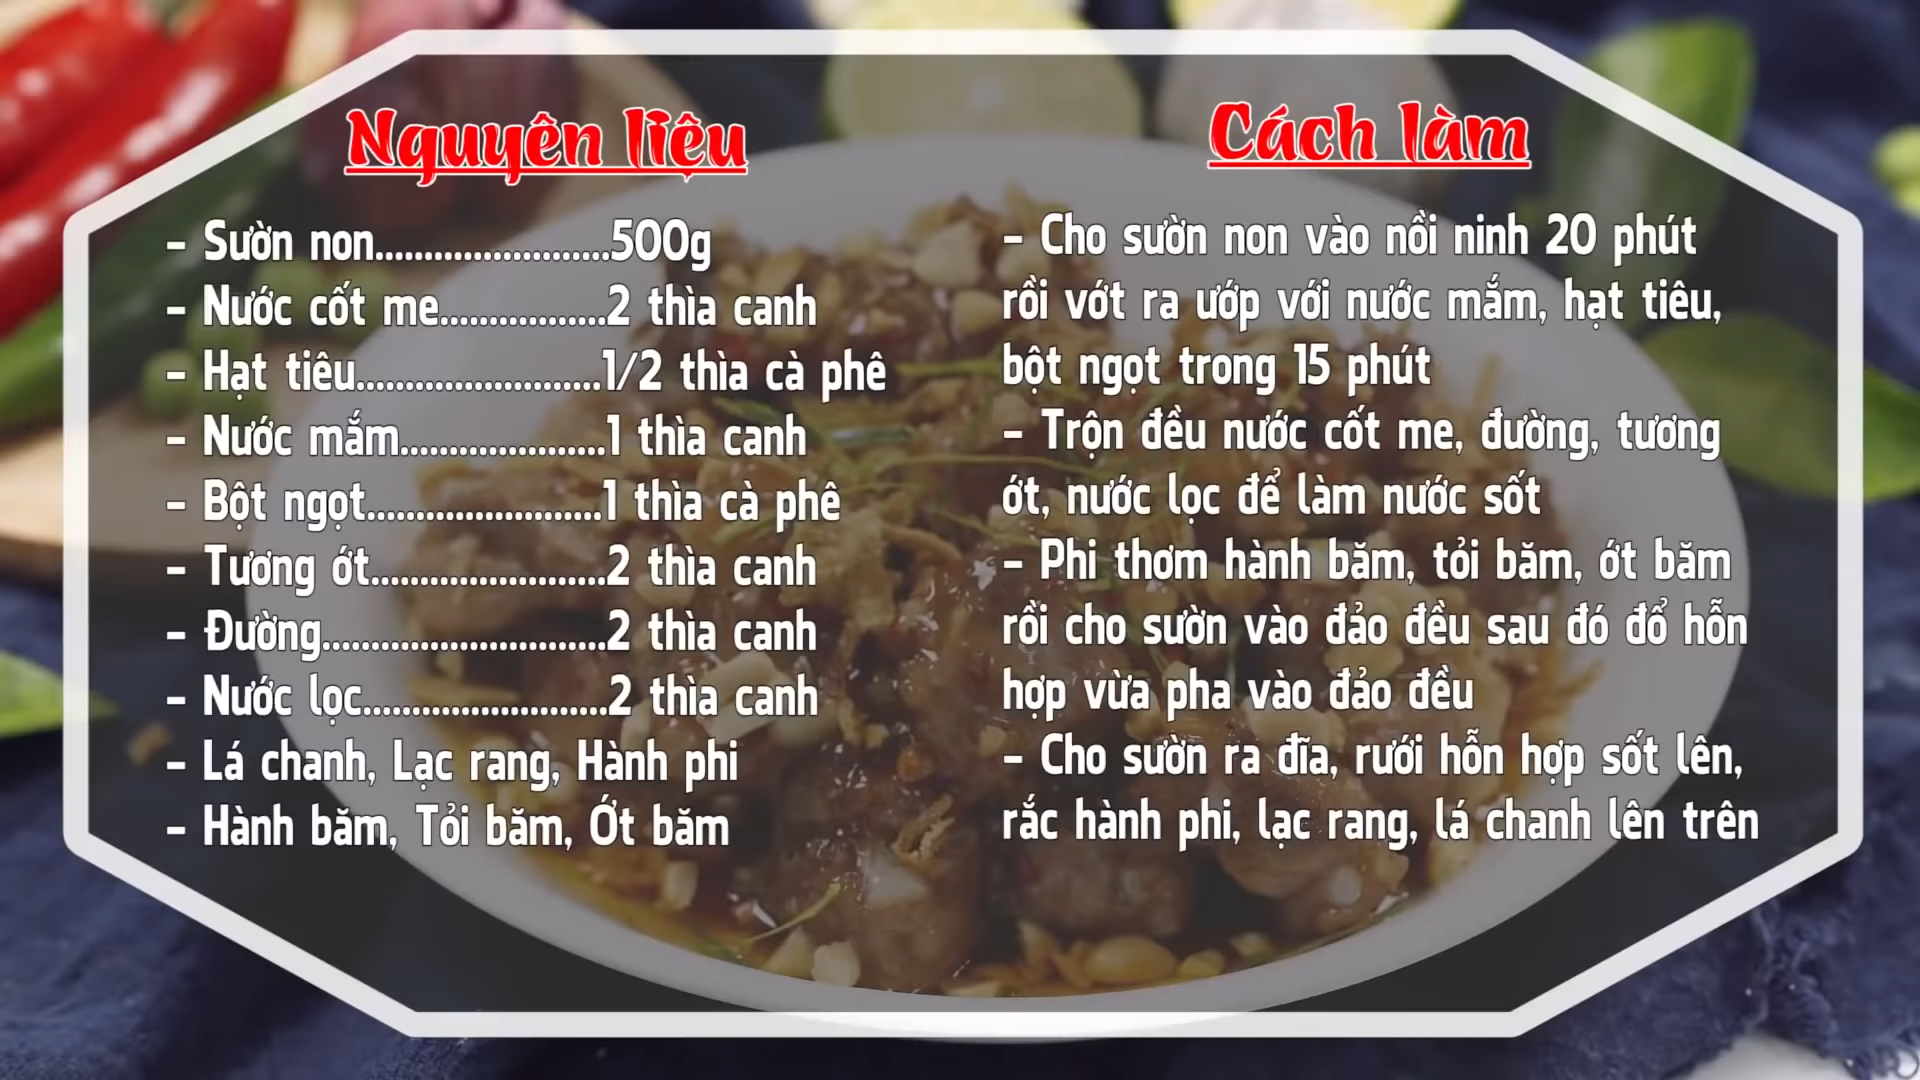 Nguyên liệu
- Sườn non........................500g
- Nước cốt me.................2 thìa canh
- Hạt tiêu.........................1/2 thìa cà phê
- Nước mắm.....................1 thìa canh
- Bột ngọt........................1 thìa cà phê
- Tương ớt........................2 thìa canh
- Đường.............................2 thìa canh
- Nước lọc.........................2 thìa canh
- Lá chanh, Lạc rang, Hành phi
- Hành băm, Tỏi băm, Ớt băm
Cách làm
- Cho sườn non vào nồi ninh 20 phút
rồi vớt ra ướp với nước mắm, hạt tiêu,
bột ngọt trong 15 phút
- Trộn đều nước cốt me, đường, tương
ớt, nước lọc để làm nước sốt
- Phi thơm hành băm, tỏi băm, ớt băm
rồi cho sườn vào đảo đều sau đó đổ hỗn
hợp vừa pha vào đảo đều
- Cho sườn ra đĩa, rưới hỗn hợp sốt lên,
rắc hành phi, lạc rang, lá chanh lên trên